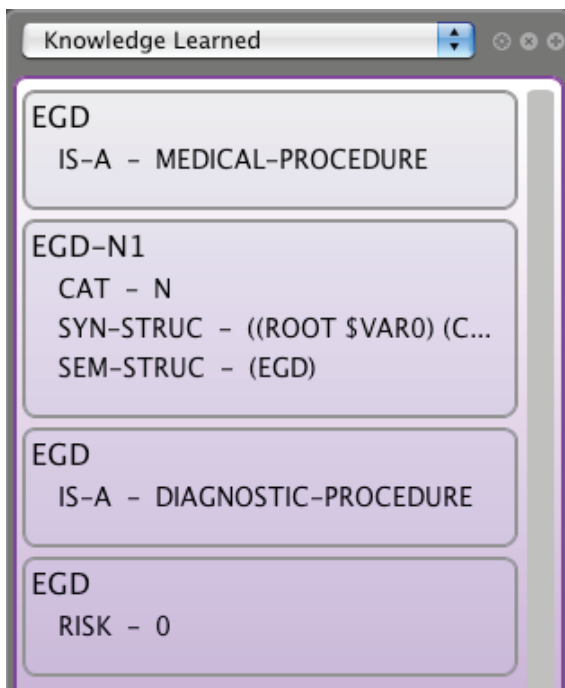 Knowledge Learned
EGD
IS-A - MEDICAL-PROCEDURE
EGD-N1
CAT - N
SYN-STRUC - ((ROOT $VAR0) (C...
SEM-STRUC - (EGD)
EGD
IS-A - DIAGNOSTIC-PROCEDURE
EGD
RISK - 0